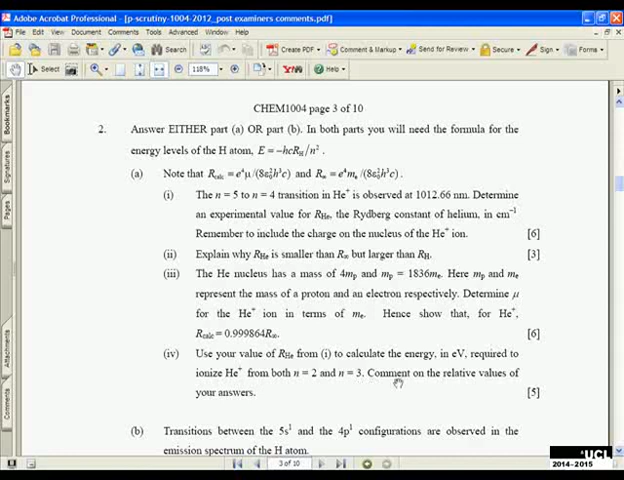 Adobe Acrobat Professional - [p-scrutiny-1004-2012_post examiners comments.pdf]
File Edit View Document Comments Forms Tools Advanced Window Help
Search Create PDF Comment & Markup Send for Review Secure Sign Forms
Select 118% Help
Bookmarks
Signatures
Pages
Attachments
Comments
CHEM1004 page 3 of 10
2. Answer EITHER part (a) OR part (b). In both parts you will need the formula for the
energy levels of the H atom, E = −hcR_H/n² .
(a) Note that R_calc = e⁴μ/(8ε₀²h³c) and R_∞ = e⁴mₑ/(8ε₀²h³c) .
(i) The n = 5 to n = 4 transition in He⁺ is observed at 1012.66 nm. Determine
an experimental value for R_He, the Rydberg constant of helium, in cm⁻¹
Remember to include the charge on the nucleus of the He⁺ ion. [6]
(ii) Explain why R_He is smaller than R_∞ but larger than R_H. [3]
(iii) The He nucleus has a mass of 4m_p and m_p = 1836mₑ. Here m_p and mₑ
represent the mass of a proton and an electron respectively. Determine μ
for the He⁺ ion in terms of mₑ. Hence show that, for He⁺,
R_calc = 0.999864R_∞. [6]
(iv) Use your value of R_He from (i) to calculate the energy, in eV, required to
ionize He⁺ from both n = 2 and n = 3. Comment on the relative values of
your answers. [5]
(b) Transitions between the 5s¹ and the 4p¹ configurations are observed in the
emission spectrum of the H atom.
3 of 10
UCL
2014-2015